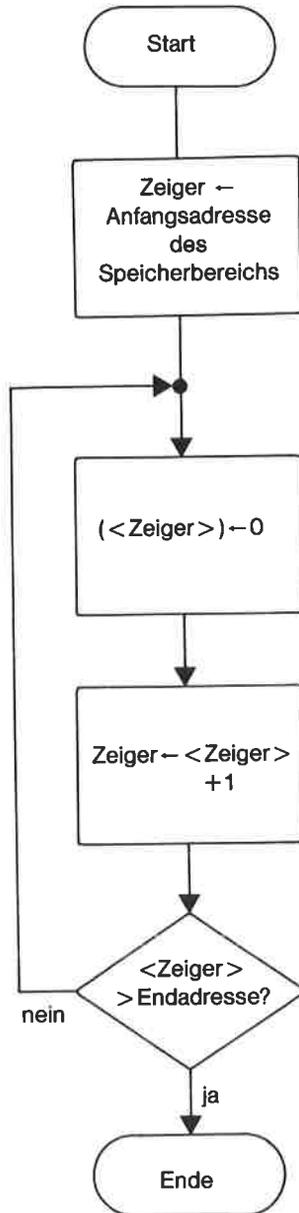 Start
Zeiger ←
Anfangsadresse
des
Speicherbereichs
(<Zeiger>)←0
Zeiger← <Zeiger>
+1
<Zeiger>
>Endadresse?
nein
ja
Ende